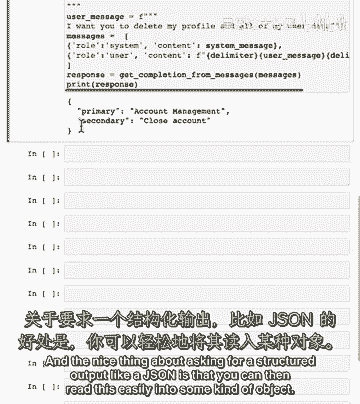 """
user_message = f"""
I want you to delete my profile and all of my user
messages = [
{'role':'system', 'content': system_message},
{'role':'user', 'content': f"{delimiter}{user_message}{deli
]
response = get_completion_from_messages(messages)
print(response)
{
"primary": "Account Management",
"secondary": "Close account"
}
In [ ]:
In [ ]:
In [ ]:
In [ ]:
In [ ]:
In [ ]:
In [ ]:
In [ ]:
In [ ]:
关于要求一个结构化输出，比如 JSON 的
好处是，你可以轻松地将其读入某种对象。
And the nice thing about asking for a structured
output like a JSON is that you can then
read this easily into some kind of object.